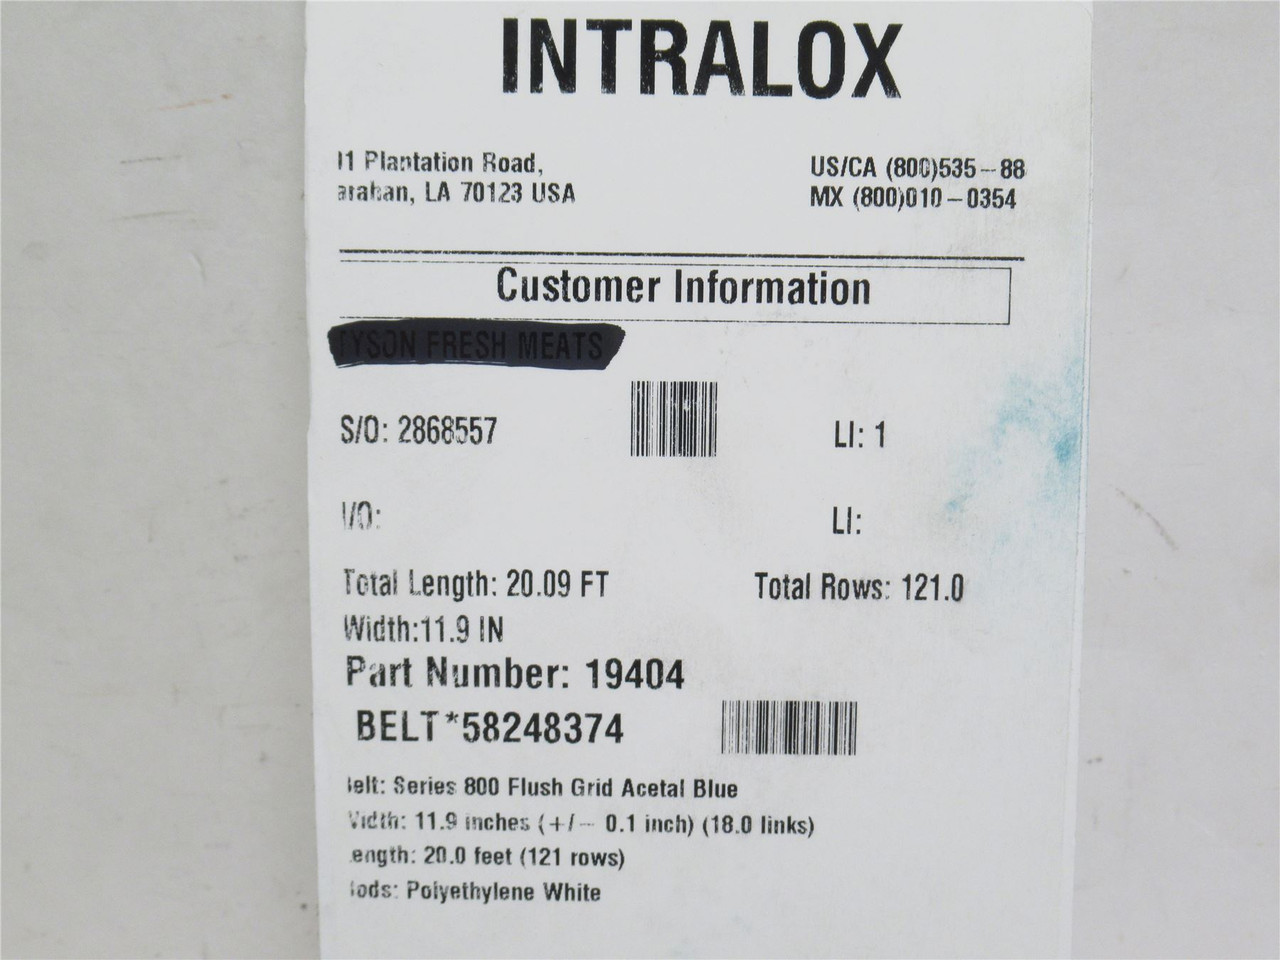 INTRALOX
11 Plantation Road,
arahan, LA 70123 USA
US/CA (800)535-88
MX (800)010-0354
Customer Information
TYSON FRESH MEATS
S/O: 2868557
LI: 1
I/O:
LI:
Total Length: 20.09 FT
Total Rows: 121.0
Width:11.9 IN
Part Number: 19404
BELT*58248374
elt: Series 800 Flush Grid Acetal Blue
Width: 11.9 inches (+/- 0.1 inch) (18.0 links)
ength: 20.0 feet (121 rows)
ods: Polyethylene White